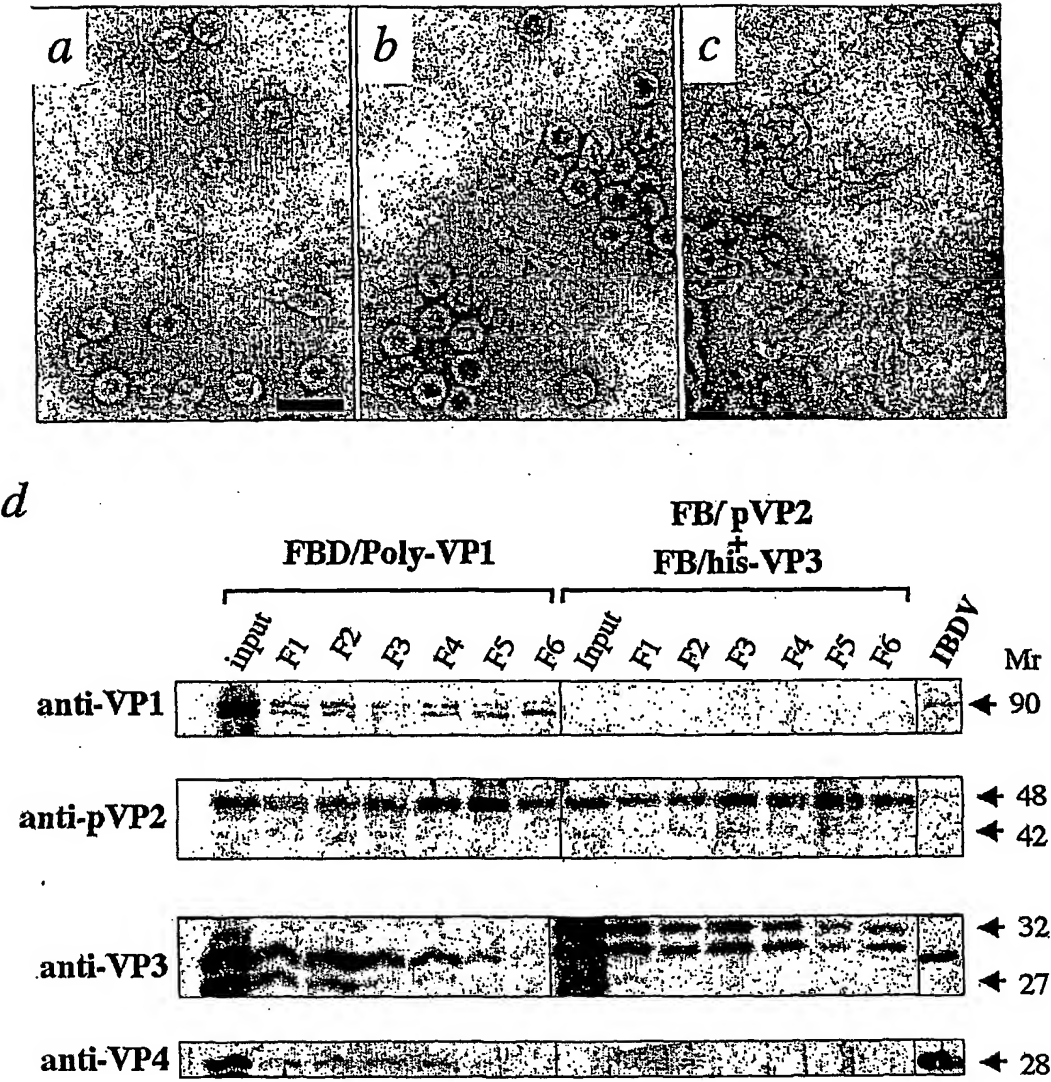 a b c
d
FBD/Poly-VP1
FB/pVP2
+
FB/his-VP3
input F1 F2 F3 F4 F5 F6 Input F1 F2 F3 F4 F5 F6 IBDV Mr
anti-VP1 90
anti-pVP2 48
42
anti-VP3 32
27
anti-VP4 28